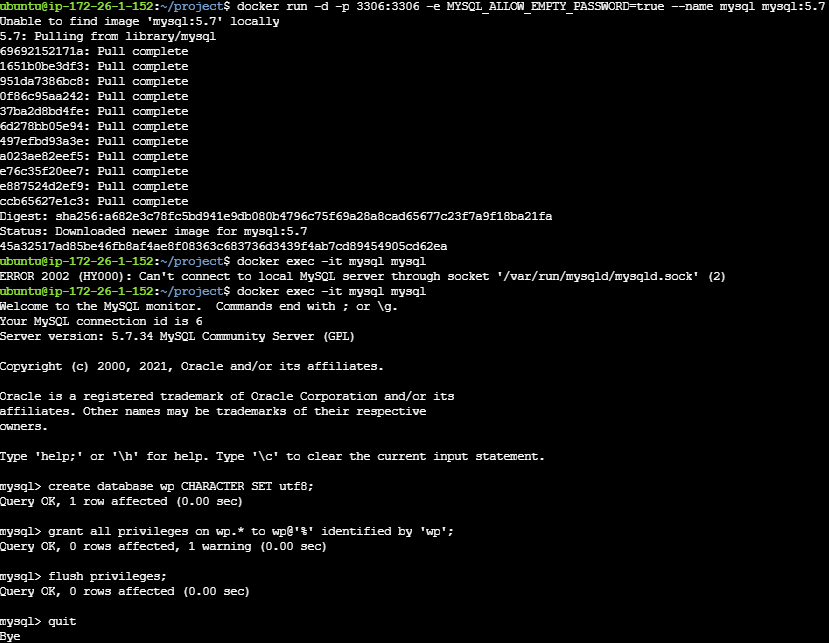 ubuntu@ip-172-26-1-152:~/project$ docker run -d -p 3306:3306 -e MYSQL_ALLOW_EMPTY_PASSWORD=true --name mysql mysql:5.7
Unable to find image 'mysql:5.7' locally
5.7: Pulling from library/mysql
69692152171a: Pull complete
1651b0be3df3: Pull complete
951da7386bc8: Pull complete
0f86c95aa242: Pull complete
37ba2d8bd4fe: Pull complete
6d278bb05e94: Pull complete
497efbd93a3e: Pull complete
a023ae82eef5: Pull complete
e76c35f20ee7: Pull complete
e887524d2ef9: Pull complete
ccb65627e1c3: Pull complete
Digest: sha256:a682e3c78fc5bd941e9db080b4796c75f69a28a8cad65677c23f7a9f18ba21fa
Status: Downloaded newer image for mysql:5.7
45a32517ad85be46fb8af4ae8f08363c683736d3439f4ab7cd89454905cd62ea
ubuntu@ip-172-26-1-152:~/project$ docker exec -it mysql mysql
ERROR 2002 (HY000): Can't connect to local MySQL server through socket '/var/run/mysqld/mysqld.sock' (2)
ubuntu@ip-172-26-1-152:~/project$ docker exec -it mysql mysql
Welcome to the MySQL monitor.  Commands end with ; or \g.
Your MySQL connection id is 6
Server version: 5.7.34 MySQL Community Server (GPL)
Copyright (c) 2000, 2021, Oracle and/or its affiliates.
Oracle is a registered trademark of Oracle Corporation and/or its
affiliates. Other names may be trademarks of their respective
owners.
Type 'help;' or '\h' for help. Type '\c' to clear the current input statement.
mysql> create database wp CHARACTER SET utf8;
Query OK, 1 row affected (0.00 sec)
mysql> grant all privileges on wp.* to wp@'%' identified by 'wp';
Query OK, 0 rows affected, 1 warning (0.00 sec)
mysql> flush privileges;
Query OK, 0 rows affected (0.00 sec)
mysql> quit
Bye